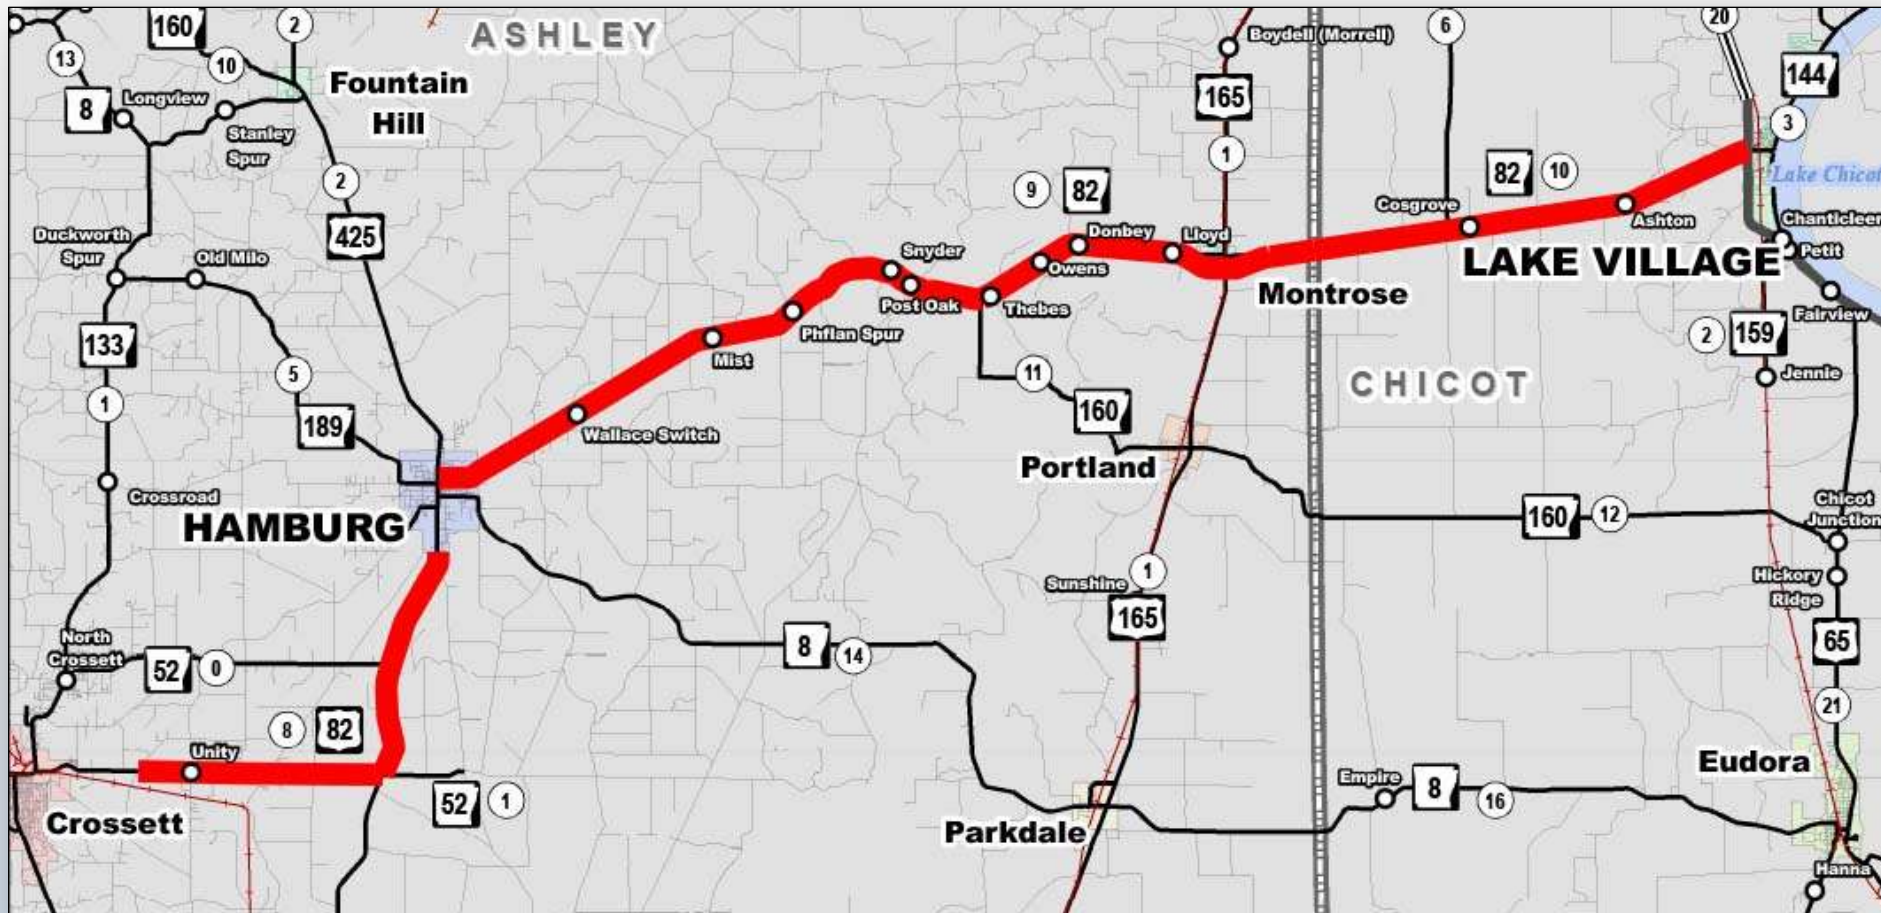 160
2
ASHLEY
6
20
Boydell (Morrell)
13
10
144
8
Longview
Fountain
Hill
165
3
Stanley
Spur
1
2
9
82
82
10
Lake Chicot
425
Cosgrove
Ashton
Duckworth
Spur
Old Milo
Snyder
Donbey
Lloyd
Chanticleer
Owens
LAKE VILLAGE
Petit
Post Oak
Thebes
Montrose
Fairview
133
Phflan Spur
2
159
Mist
5
11
CHICOT
Jennie
1
189
160
Wallace Switch
Portland
Crossroad
Chicot
Junction
HAMBURG
160
12
1
Sunshine
Hickory
Ridge
165
North
Crossett
52
0
8
14
65
8
82
21
Unity
Eudora
Empire
8
16
52
1
Crossett
Parkdale
Hanna